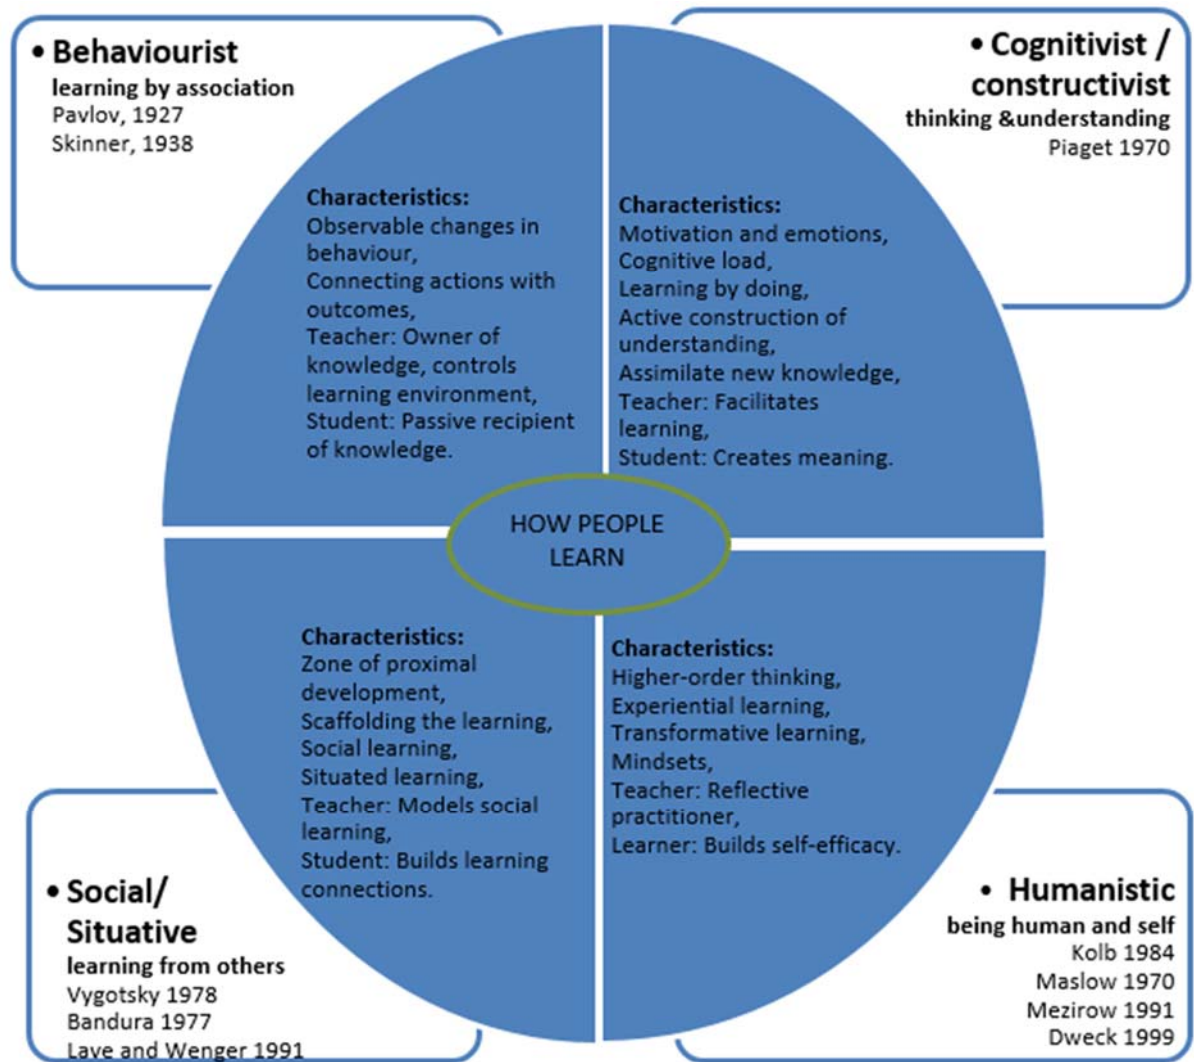 • Behaviourist
learning by association
Pavlov, 1927
Skinner, 1938
• Cognitivist /
constructivist
thinking &understanding
Piaget 1970
Characteristics:
Observable changes in
behaviour,
Connecting actions with
outcomes,
Teacher: Owner of
knowledge, controls
learning environment,
Student: Passive recipient
of knowledge.
Characteristics:
Motivation and emotions,
Cognitive load,
Learning by doing,
Active construction of
understanding,
Assimilate new knowledge,
Teacher: Facilitates
learning,
Student: Creates meaning.
HOW PEOPLE
LEARN
Characteristics:
Zone of proximal
development,
Scaffolding the learning,
Social learning,
Situated learning,
Teacher: Models social
learning,
Student: Builds learning
connections.
Characteristics:
Higher-order thinking,
Experiential learning,
Transformative learning,
Mindsets,
Teacher: Reflective
practitioner,
Learner: Builds self-efficacy.
• Social/
Situative
learning from others
Vygotsky 1978
Bandura 1977
Lave and Wenger 1991
• Humanistic
being human and self
Kolb 1984
Maslow 1970
Mezirow 1991
Dweck 1999